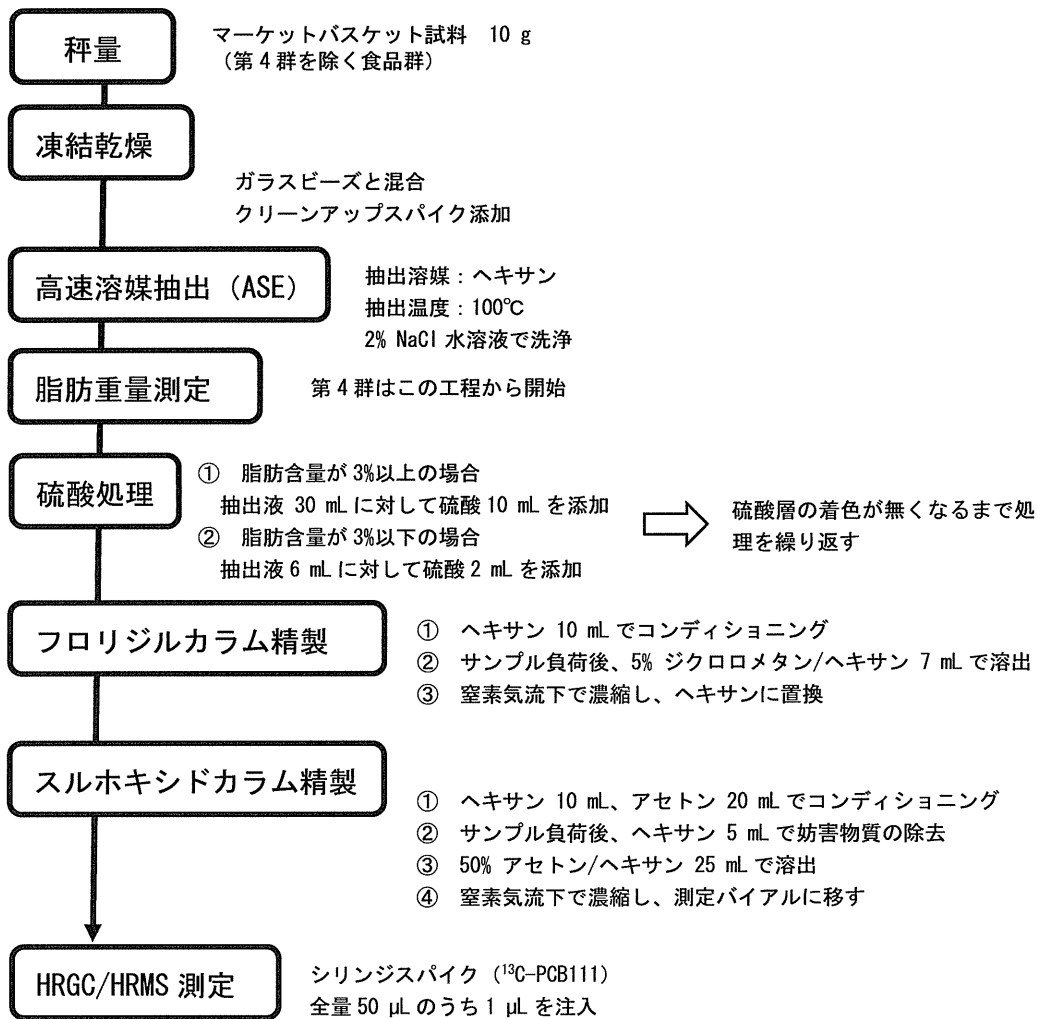 秤量
マーケットバスケット試料 10 g
（第４群を除く食品群）
凍結乾燥
ガラスビーズと混合
クリーンアップスパイク添加
高速溶媒抽出（ASE）
抽出溶媒：ヘキサン
抽出温度：100℃
2% NaCl 水溶液で洗浄
脂肪重量測定
第４群はこの工程から開始
硫酸処理
① 脂肪含量が 3%以上の場合
抽出液 30 mL に対して硫酸 10 mL を添加
② 脂肪含量が 3%以下の場合
抽出液 6 mL に対して硫酸 2 mL を添加
硫酸層の着色が無くなるまで処
理を繰り返す
フロリジルカラム精製
① ヘキサン 10 mL でコンディショニング
② サンプル負荷後、5% ジクロロメタン/ヘキサン 7 mL で溶出
③ 窒素気流下で濃縮し、ヘキサンに置換
スルホキシドカラム精製
① ヘキサン 10 mL、アセトン 20 mL でコンディショニング
② サンプル負荷後、ヘキサン 5 mL で妨害物質の除去
③ 50% アセトン/ヘキサン 25 mL で溶出
④ 窒素気流下で濃縮し、測定バイアルに移す
HRGC/HRMS 測定
シリンジスパイク（¹³C-PCB111）
全量 50 μL のうち 1 μL を注入